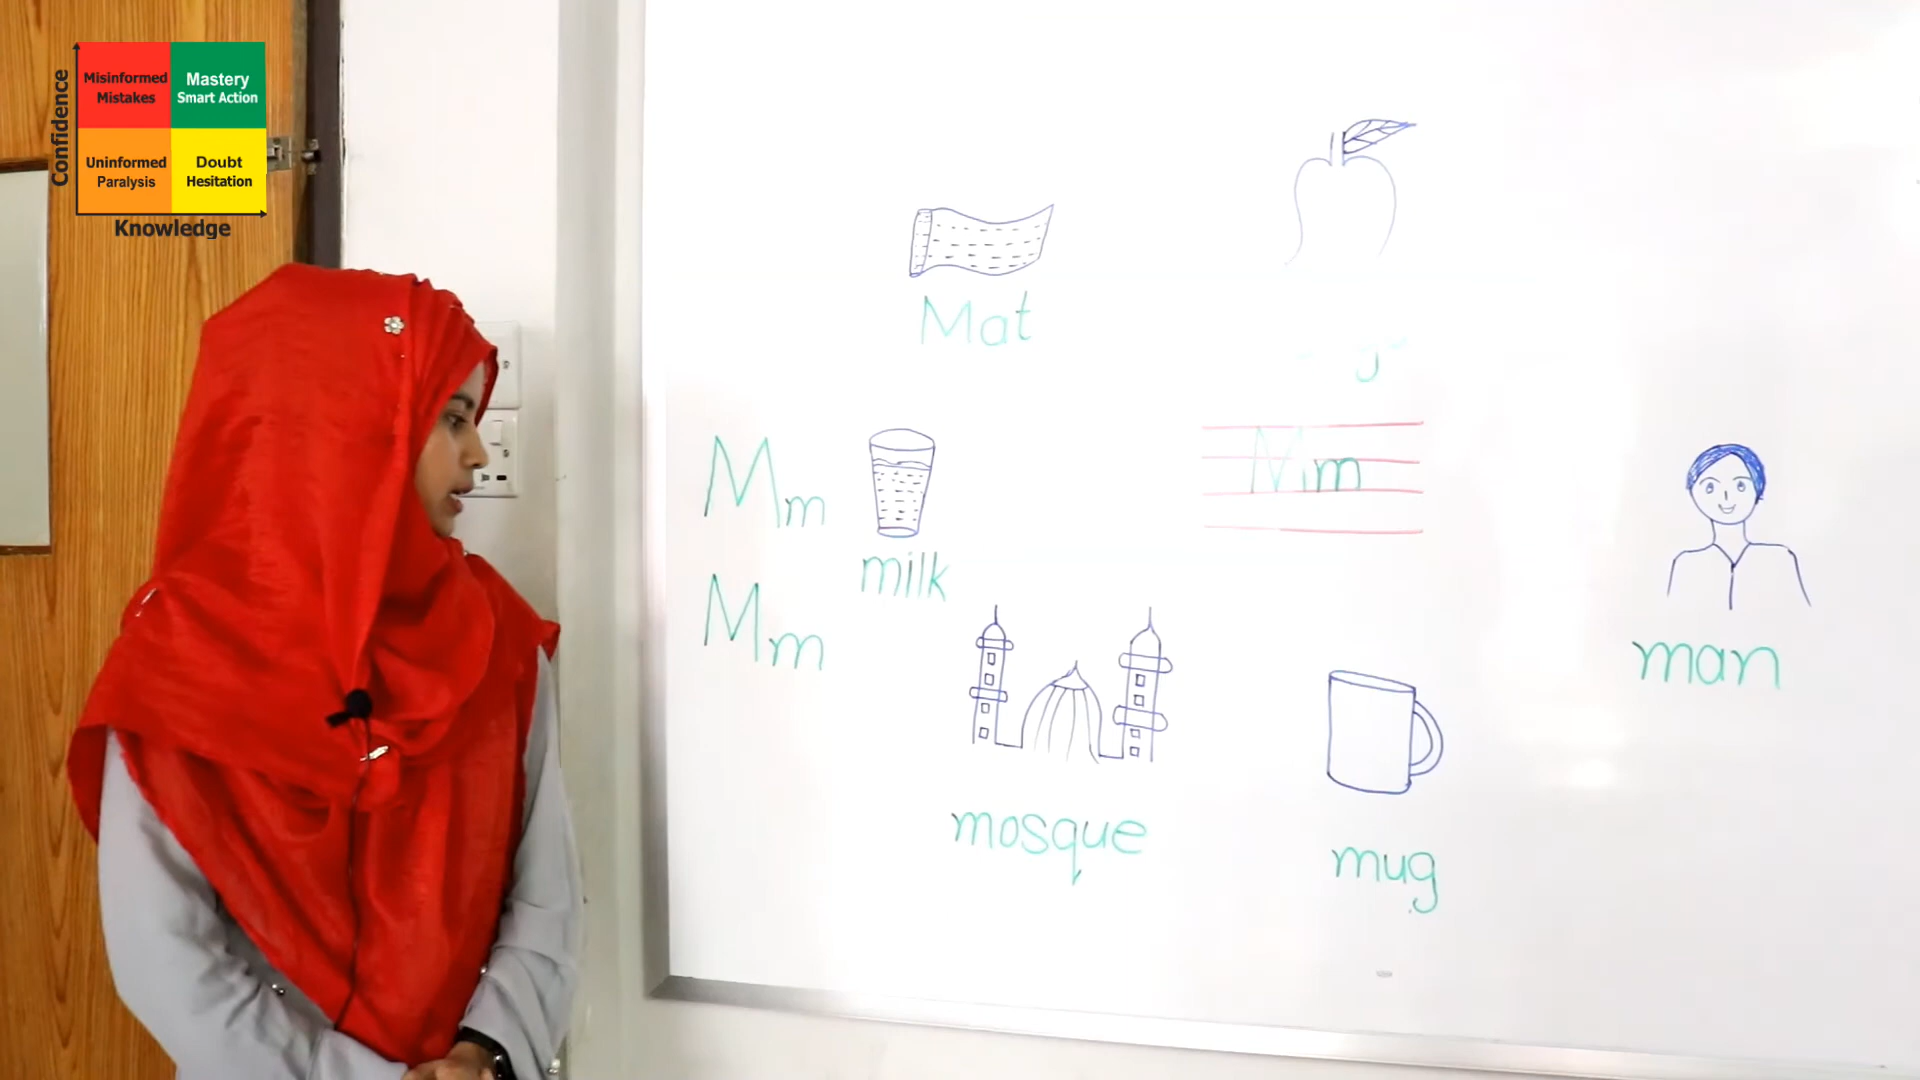 Confidence
Misinformed
Mistakes
Mastery
Smart Action
Uninformed
Paralysis
Doubt
Hesitation
Knowledge
Mat
Mm
milk
Mm
Mm
man
mosque
mug